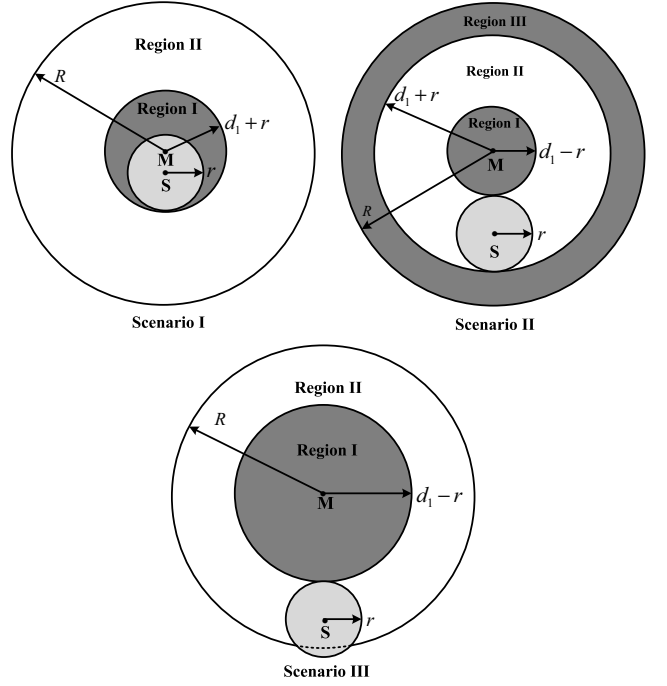 Region II
R
Region I
d₁ + r
M
r
S
Scenario I
Region III
Region II
d₁ + r
Region I
d₁ − r
M
R
r
S
Scenario II
Region II
R
Region I
M
d₁ − r
r
S
Scenario III